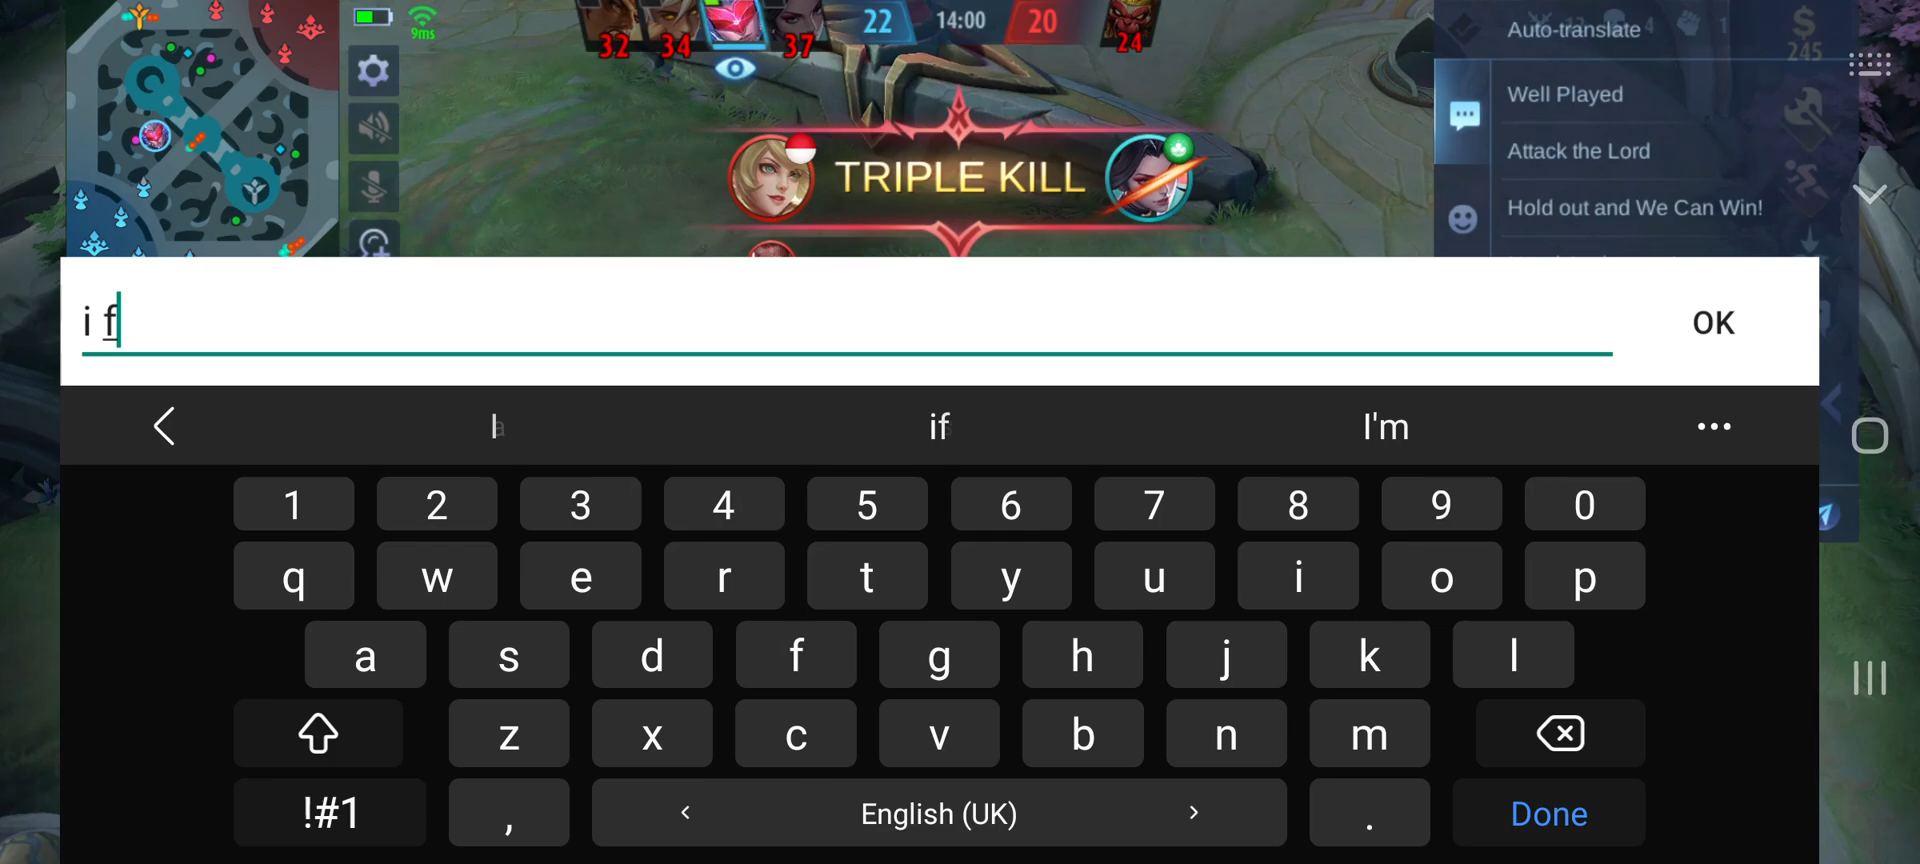 9ms
32 34 37 22 14:00 20 24
TRIPLE KILL
Auto-translate
245
Well Played
Attack the Lord
Hold out and We Can Win!
i f
OK
I if I'm
1 2 3 4 5 6 7 8 9 0
q w e r t y u i o p
a s d f g h j k l
z x c v b n m
!#1 , English (UK) . Done